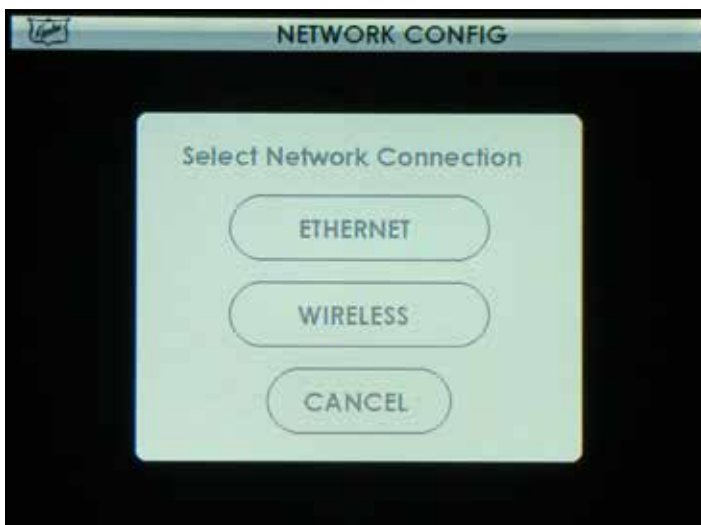 NETWORK CONFIG
Select Network Connection
ETHERNET
WIRELESS
CANCEL